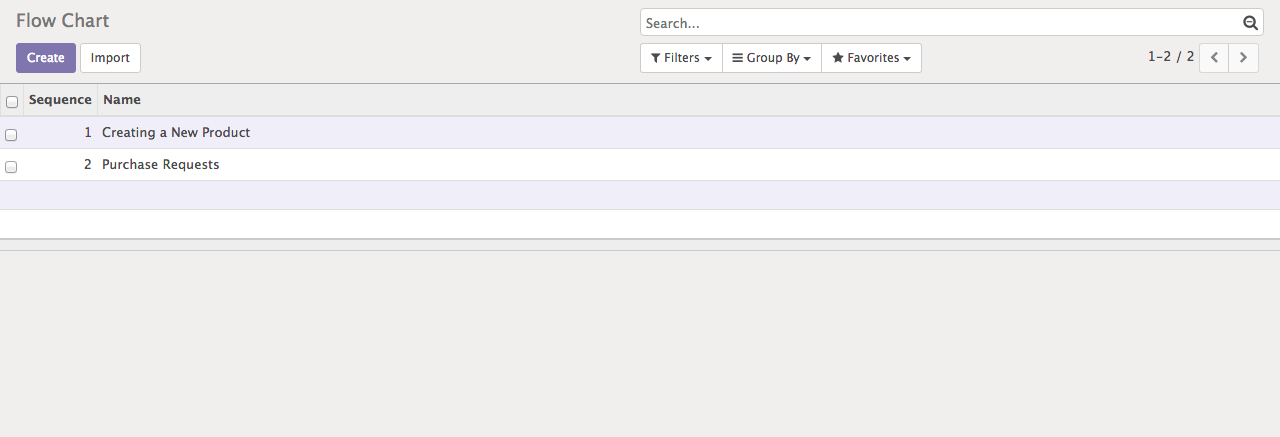 Flow Chart
Search...
Create Import
Filters Group By Favorites 1-2 / 2
Sequence Name
1 Creating a New Product
2 Purchase Requests